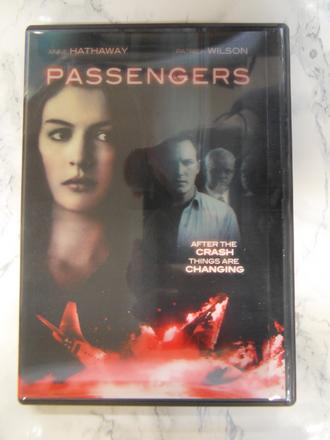 ANNE HATHAWAY PATRICK WILSON
PASSENGERS
AFTER THE
CRASH
THINGS ARE
CHANGING